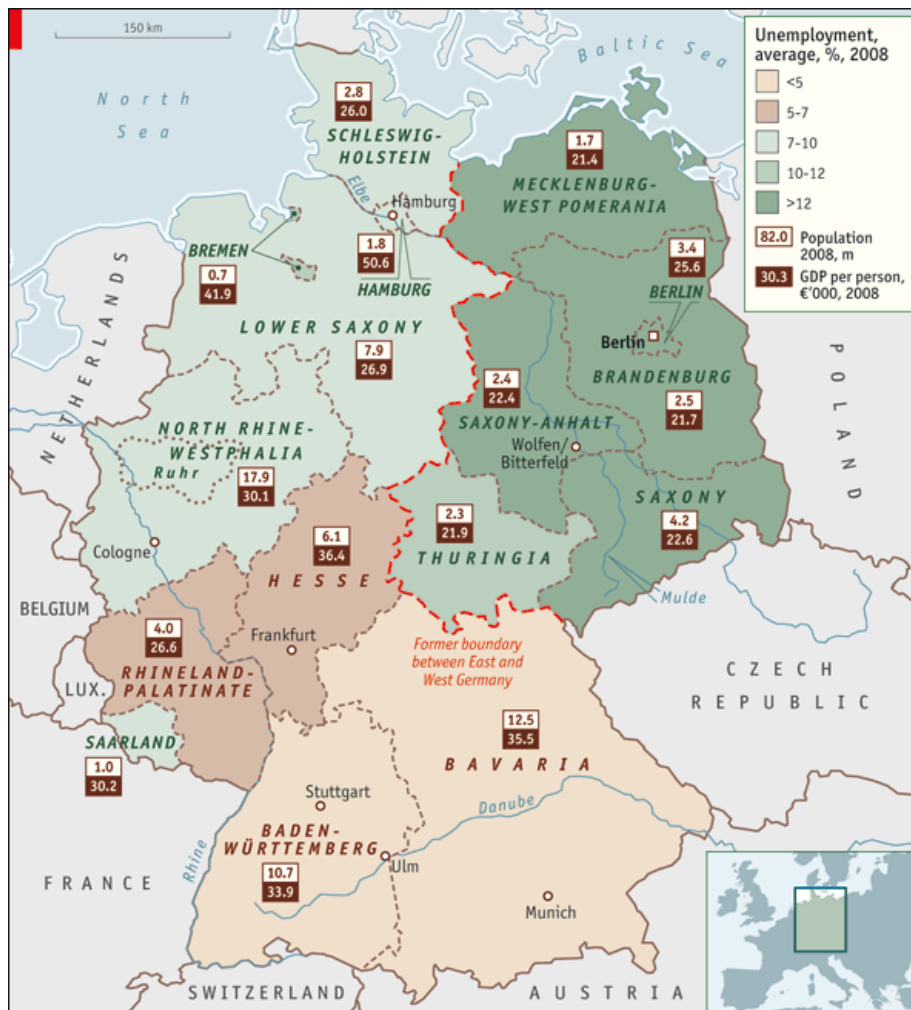 150 km
North
Sea
Baltic Sea
Unemployment,
average, %, 2008
<5
5-7
7-10
10-12
>12
82.0 Population
2008, m
30.3 GDP per person,
€'000, 2008
2.8
26.0
SCHLESWIG-
HOLSTEIN
1.7
21.4
MECKLENBURG-
WEST POMERANIA
Elbe
Hamburg
BREMEN
0.7
41.9
1.8
50.6
HAMBURG
3.4
25.6
BERLIN
Berlin
LOWER SAXONY
7.9
26.9
NETHERLANDS
POLAND
2.4
22.4
SAXONY-ANHALT
Wolfen/
Bitterfeld
BRANDENBURG
2.5
21.7
NORTH RHINE-
WESTPHALIA
Ruhr
17.9
30.1
Cologne
6.1
36.4
HESSE
Frankfurt
2.3
21.9
THURINGIA
SAXONY
4.2
22.6
Mulde
BELGIUM
4.0
26.6
RHINELAND-
PALATINATE
LUX.
Former boundary
between East and
West Germany
CZECH
REPUBLIC
SAARLAND
1.0
30.2
12.5
35.5
BAVARIA
Stuttgart
Danube
BADEN-
WÜRTTEMBERG
Ulm
10.7
33.9
Rhine
FRANCE
Munich
SWITZERLAND
AUSTRIA